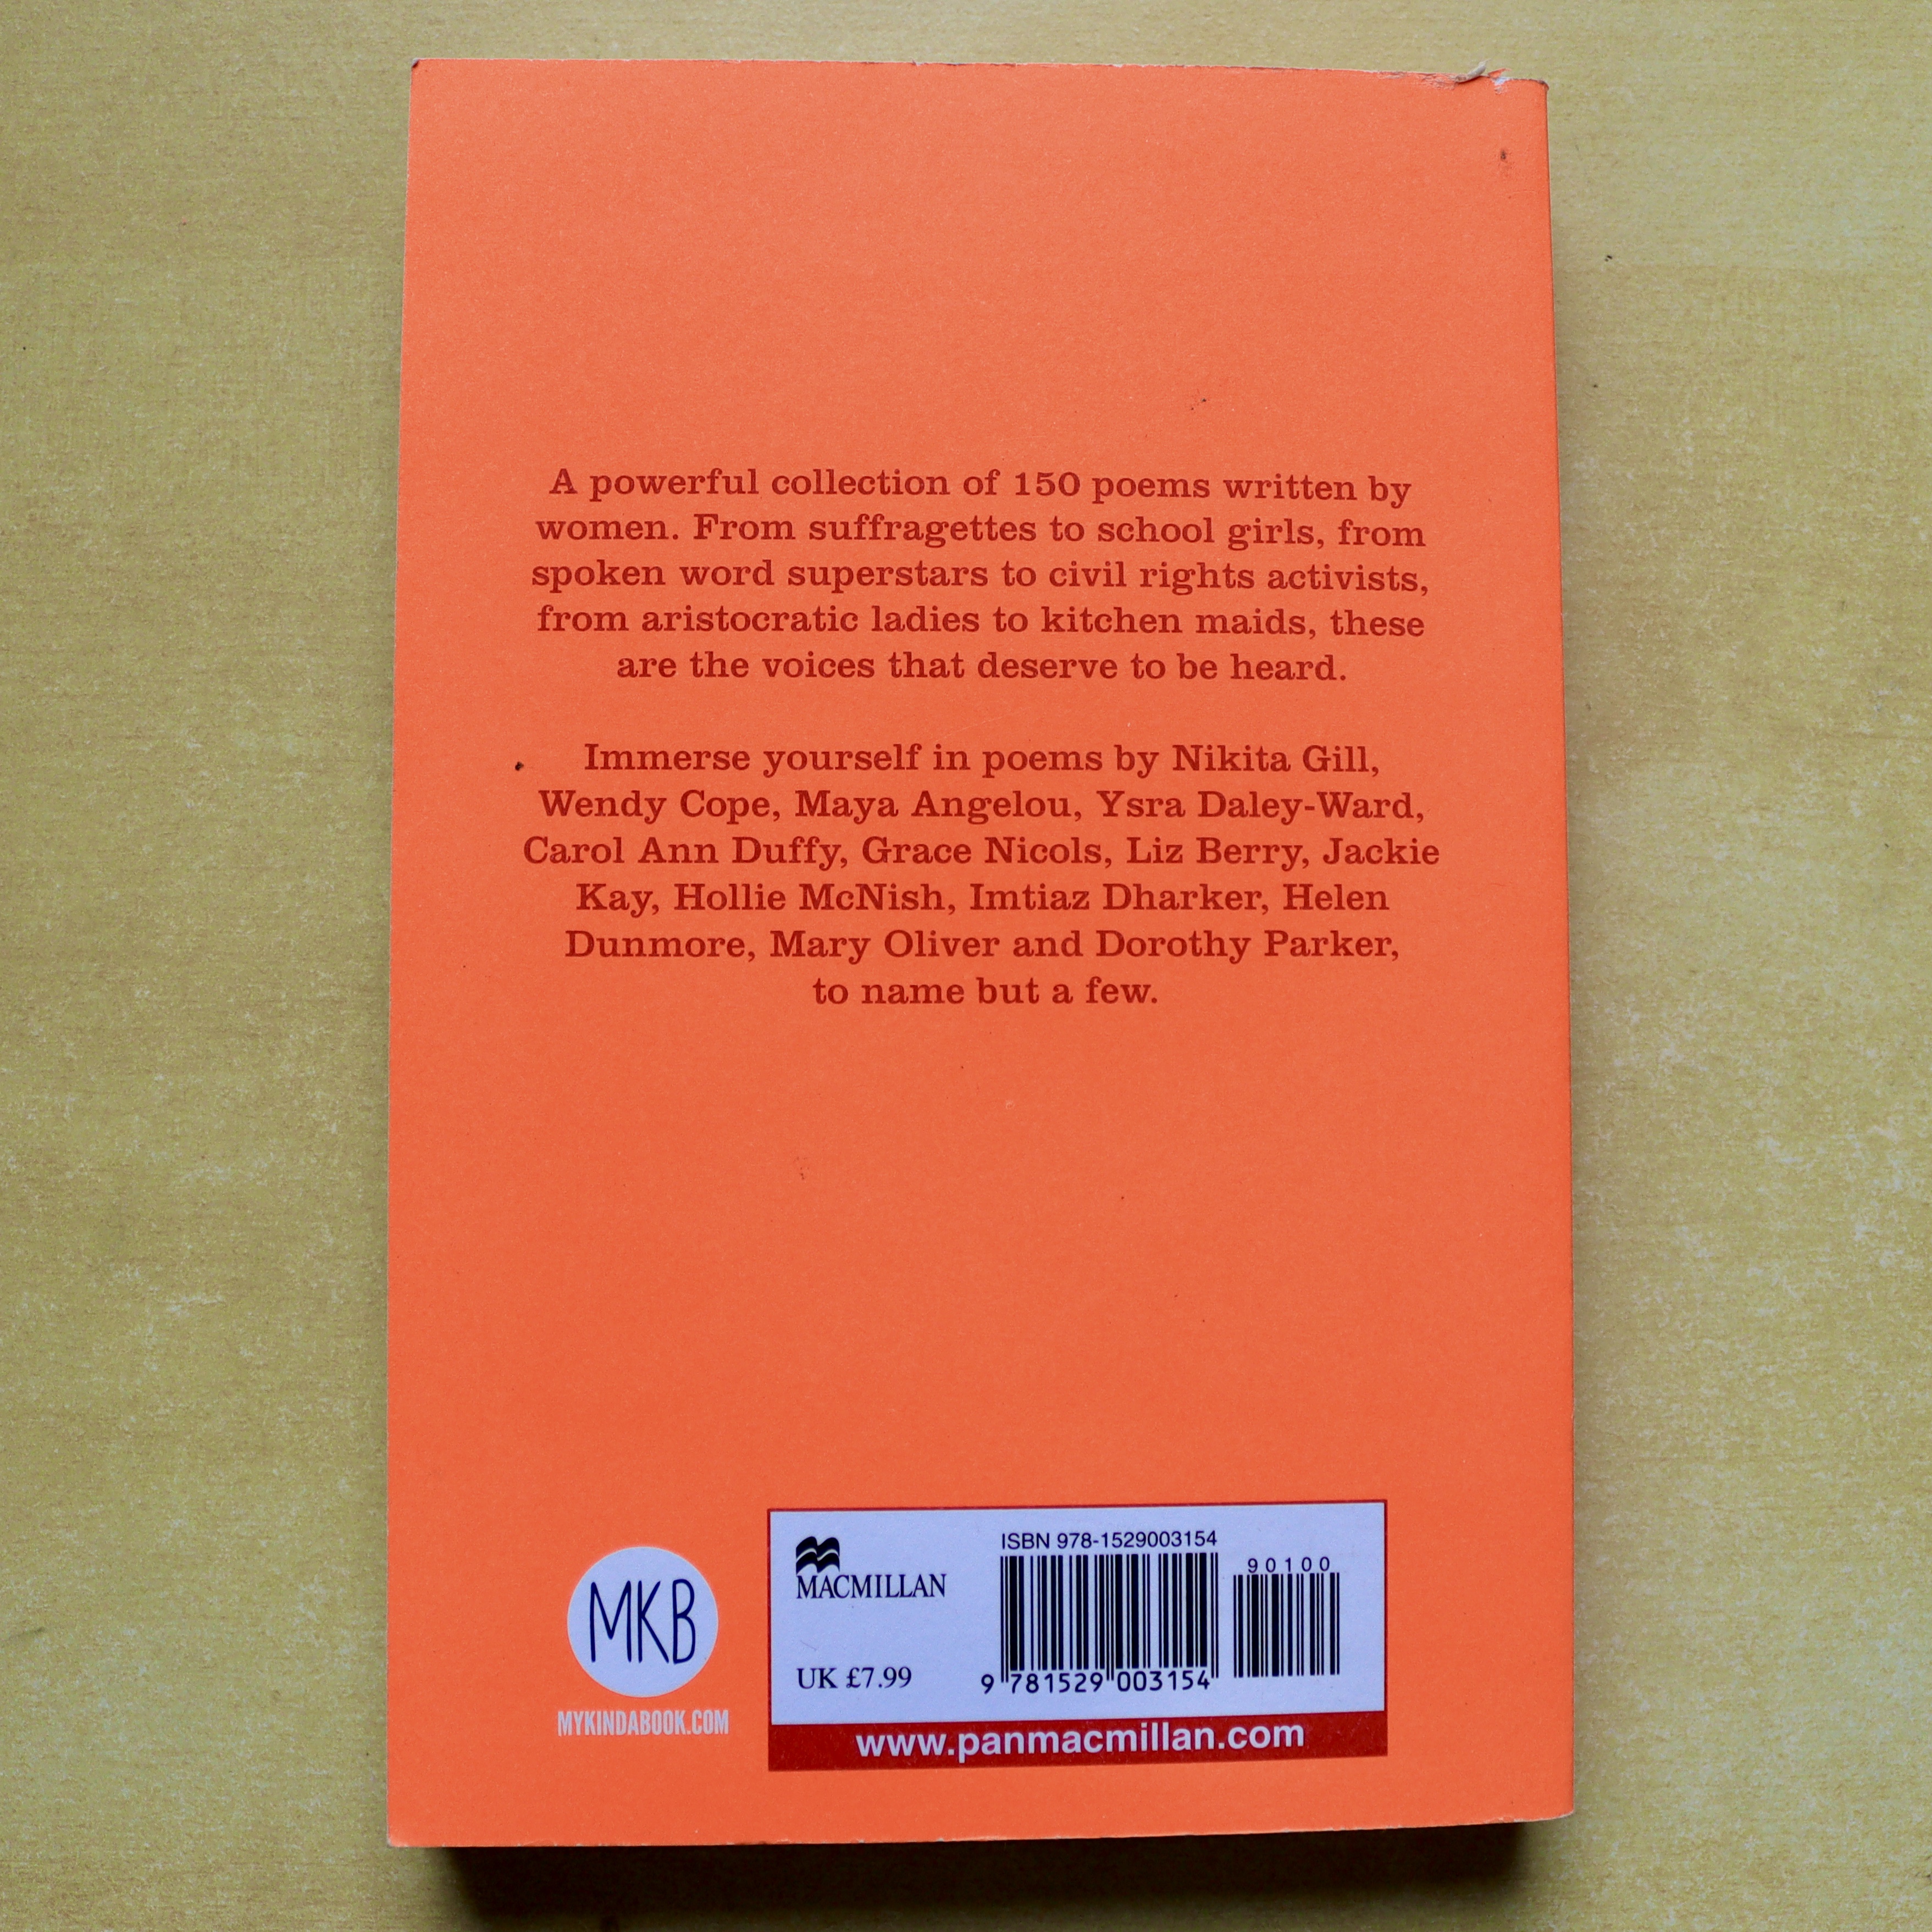 A powerful collection of 150 poems written by
women. From suffragettes to school girls, from
spoken word superstars to civil rights activists,
from aristocratic ladies to kitchen maids, these
are the voices that deserve to be heard.
Immerse yourself in poems by Nikita Gill,
Wendy Cope, Maya Angelou, Ysra Daley-Ward,
Carol Ann Duffy, Grace Nicols, Liz Berry, Jackie
Kay, Hollie McNish, Imtiaz Dharker, Helen
Dunmore, Mary Oliver and Dorothy Parker,
to name but a few.
MKB
MYKINDABOOK.COM
MACMILLAN
UK £7.99
ISBN 978-1529003154
90100
9 781529 003154
www.panmacmillan.com